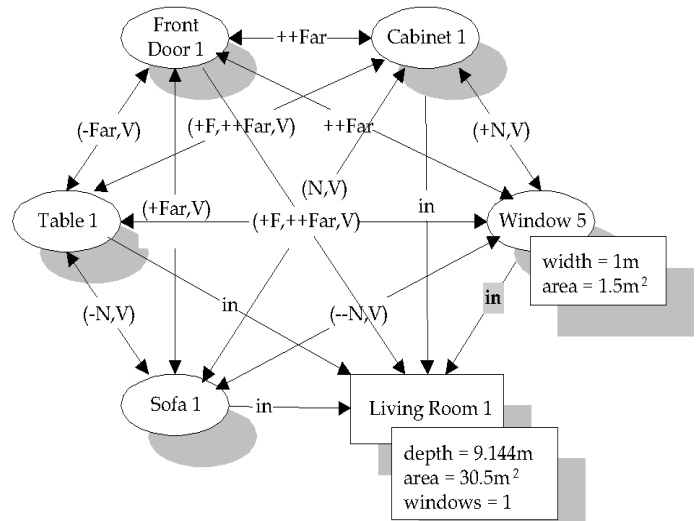 Front
Door 1
++Far
Cabinet 1
(-Far,V)
(+F,++Far,V)
++Far
(+N,V)
(N,V)
Table 1
(+Far,V)
(+F,++Far,V)
in
Window 5
width = 1m
area = 1.5m²
in
(-N,V)
in
(--N,V)
Sofa 1
in
Living Room 1
depth = 9.144m
area = 30.5m²
windows = 1